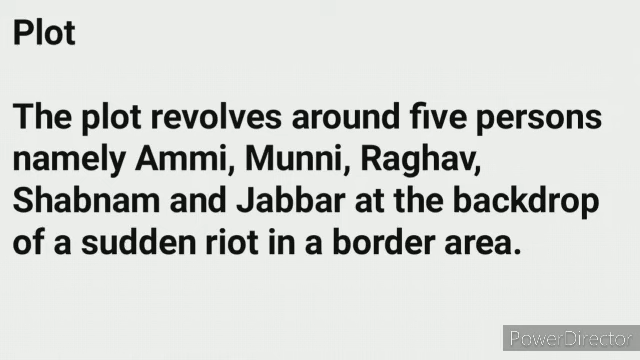 Plot
The plot revolves around five persons
namely Ammi, Munni, Raghav,
Shabnam and Jabbar at the backdrop
of a sudden riot in a border area.
PowerDirector